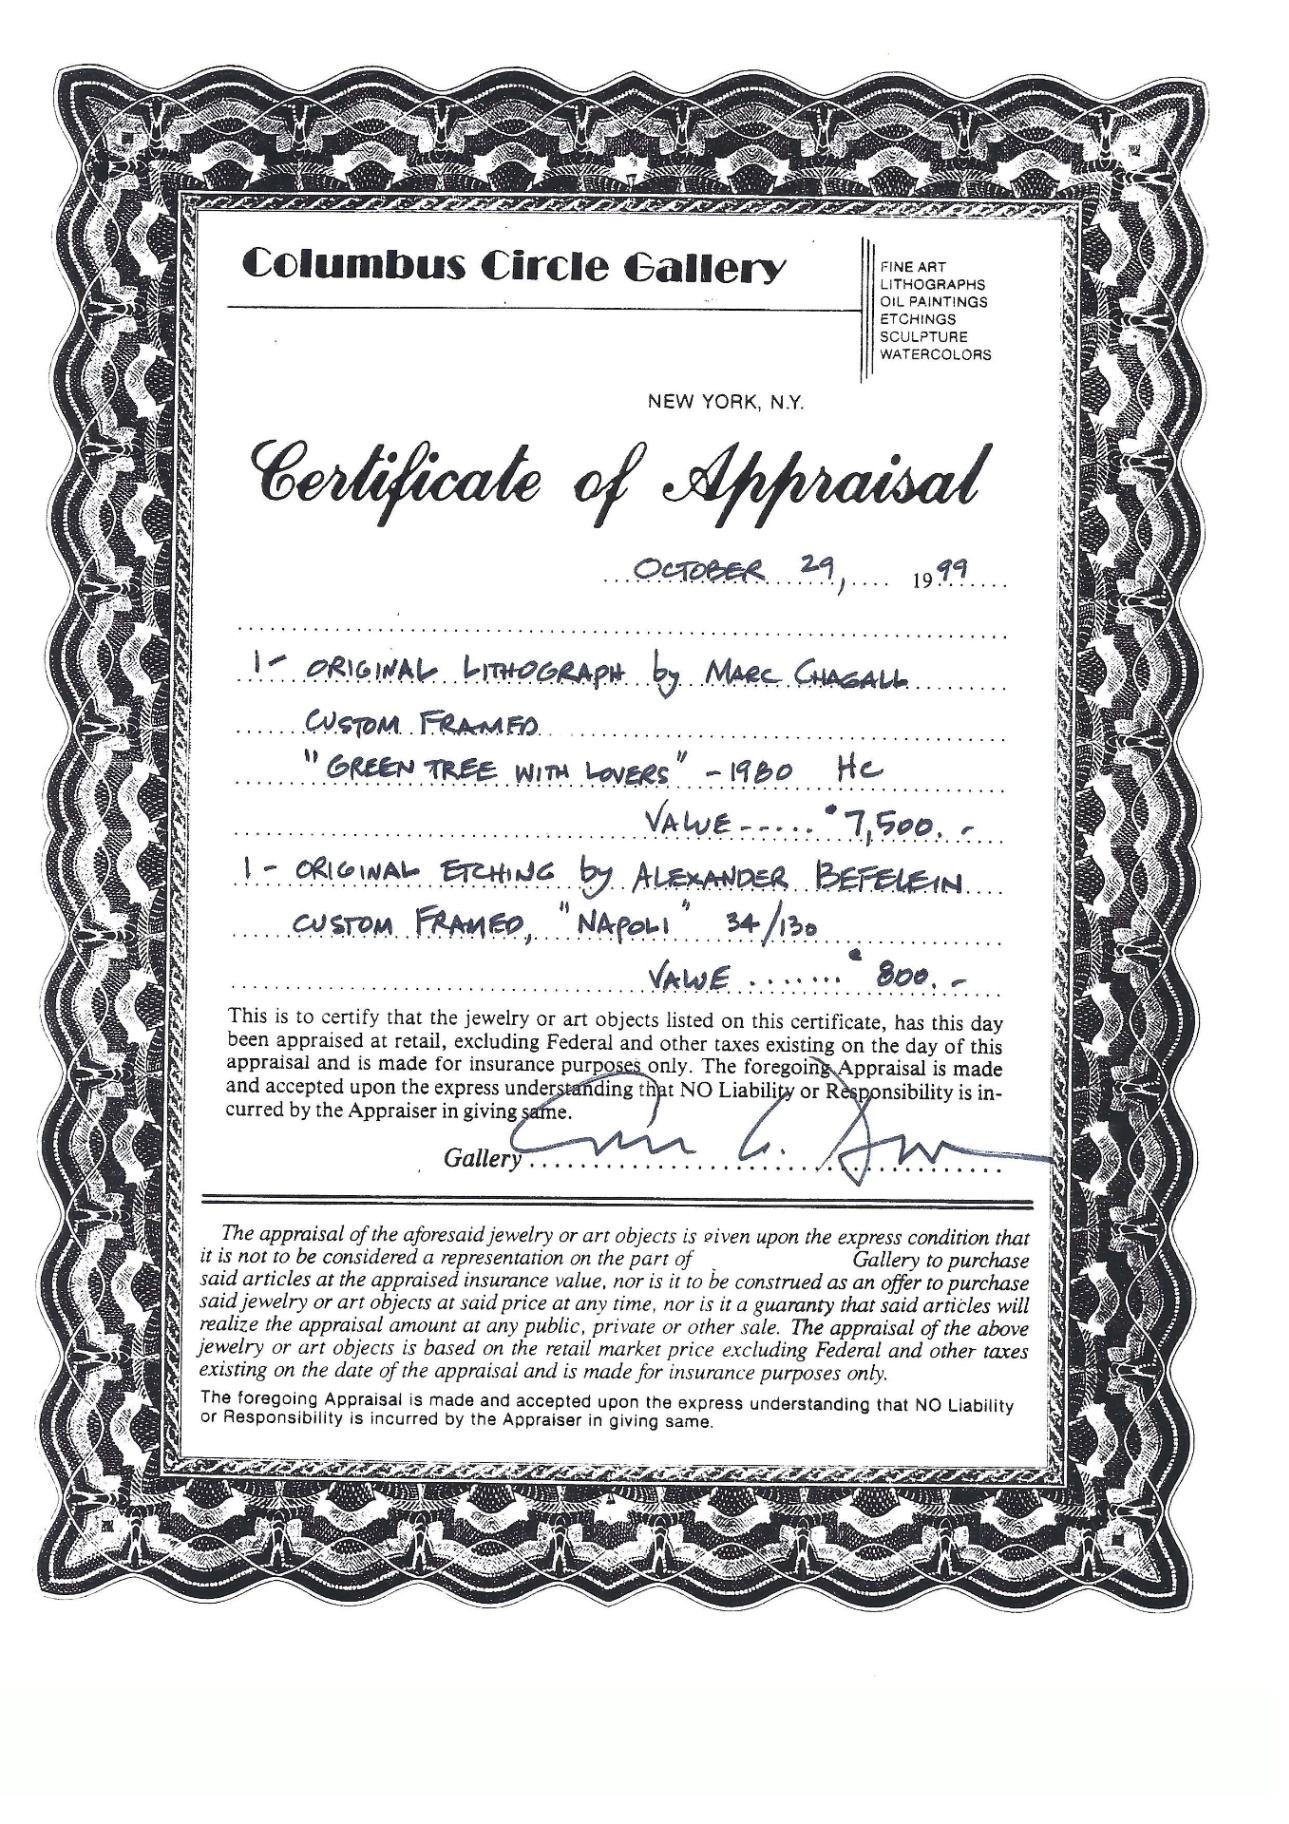 Columbus Circle Gallery
FINE ART
LITHOGRAPHS
OIL PAINTINGS
ETCHINGS
SCULPTURE
WATERCOLORS
NEW YORK, N.Y.
Certificate of Appraisal
OCTOBER 29, 1999
1- ORIGINAL LITHOGRAPH by MARC CHAGALL
CUSTOM FRAMED
"GREEN TREE WITH LOVERS" - 1980 HC
VALUE ----.. $7,500.-
1- ORIGINAL ETCHING by ALEXANDER BEFELEIN
CUSTOM FRAMED, "NAPOLI" 34/130
VALUE ....... $800.-
This is to certify that the jewelry or art objects listed on this certificate, has this day
been appraised at retail, excluding Federal and other taxes existing on the day of this
appraisal and is made for insurance purposes only. The foregoing Appraisal is made
and accepted upon the express understanding that NO Liability or Responsibility is in-
curred by the Appraiser in giving same.
Gallery
The appraisal of the aforesaid jewelry or art objects is given upon the express condition that
it is not to be considered a representation on the part of Gallery to purchase
said articles at the appraised insurance value, nor is it to be construed as an offer to purchase
said jewelry or art objects at said price at any time, nor is it a guaranty that said articles will
realize the appraisal amount at any public, private or other sale. The appraisal of the above
jewelry or art objects is based on the retail market price excluding Federal and other taxes
existing on the date of the appraisal and is made for insurance purposes only.
The foregoing Appraisal is made and accepted upon the express understanding that NO Liability
or Responsibility is incurred by the Appraiser in giving same.